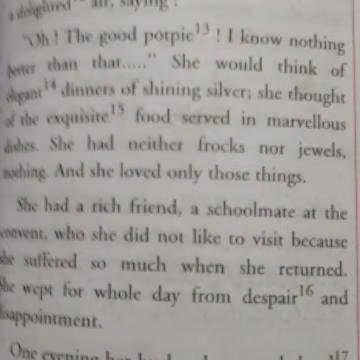 a delighted air, saying :
"Oh ! The good potpie¹³ ! I know nothing
better than that....." She would think of
elegant¹⁴ dinners of shining silver; she thought
of the exquisite¹⁵ food served in marvellous
dishes. She had neither frocks nor jewels,
nothing. And she loved only those things.
She had a rich friend, a schoolmate at the
convent, who she did not like to visit because
she suffered so much when she returned.
She wept for whole day from despair¹⁶ and
disappointment.
One evening her